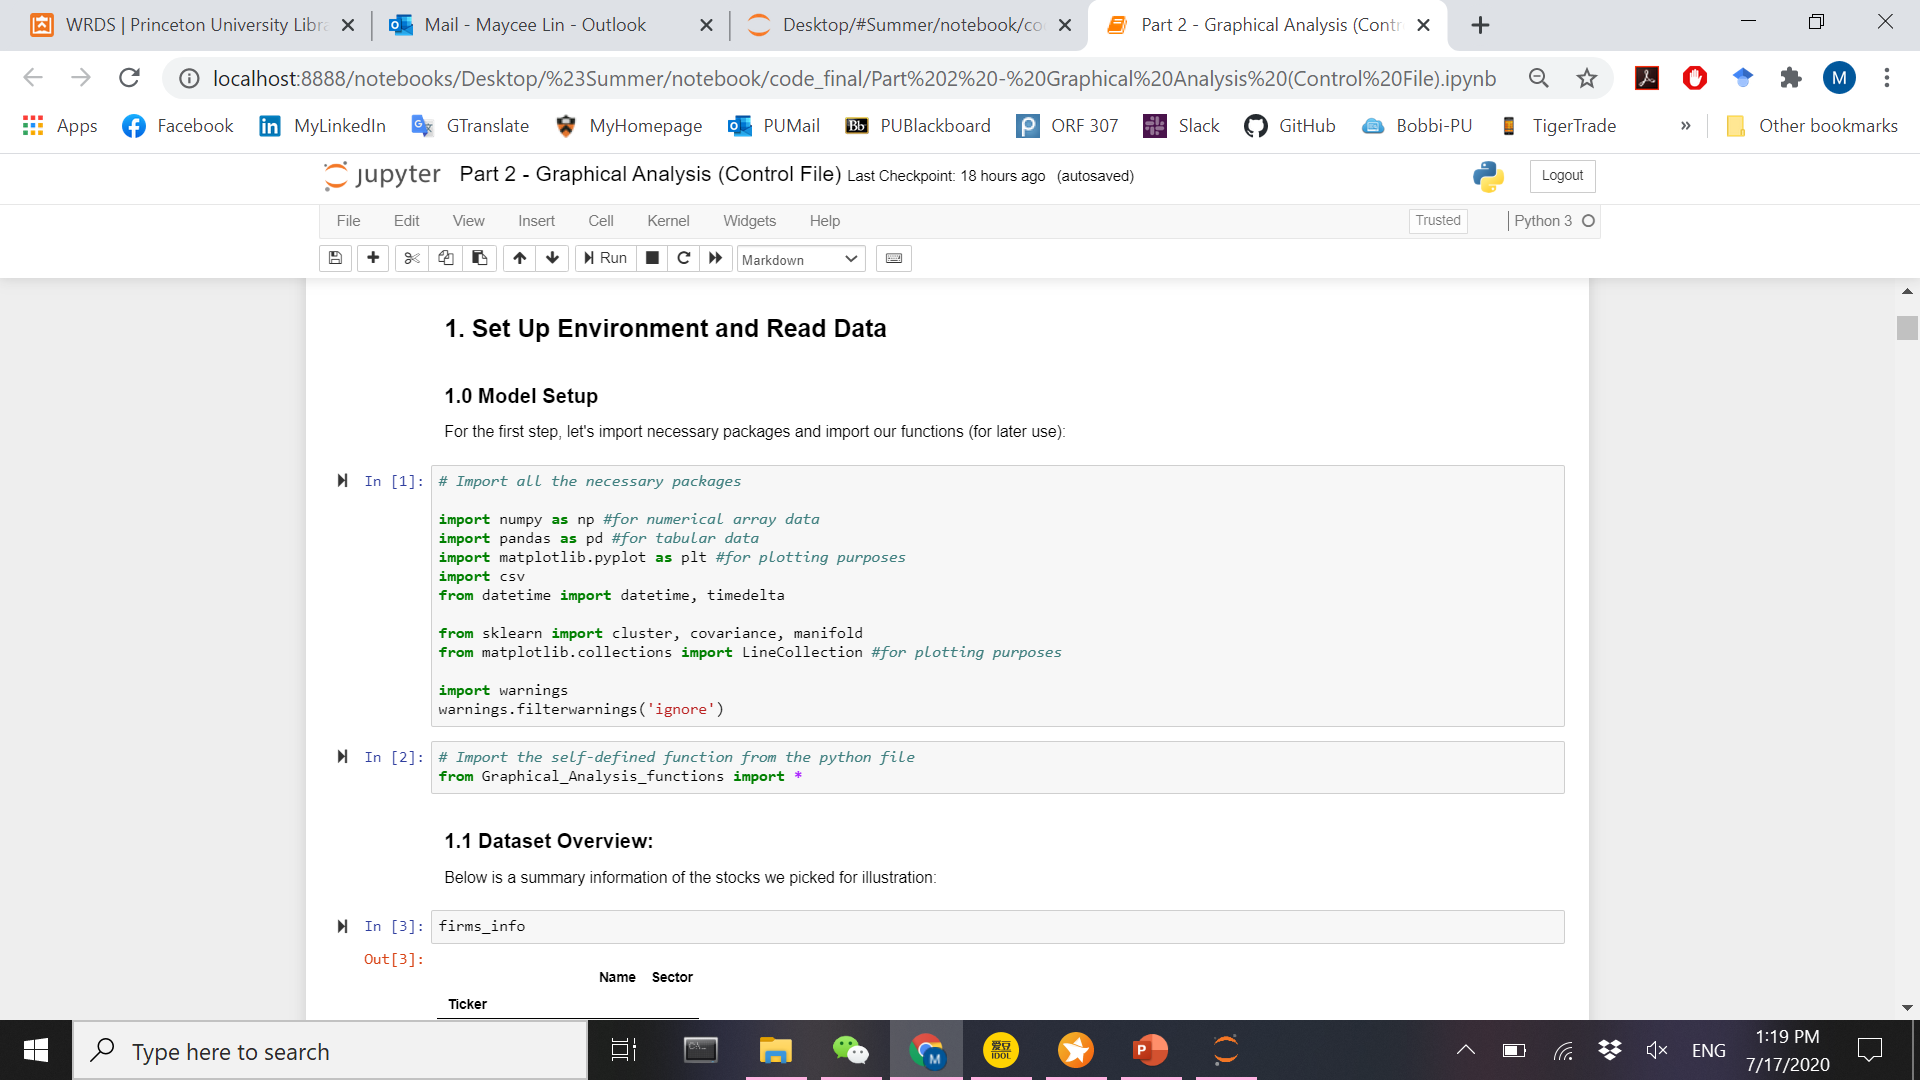 WRDS | Princeton University Libra
Mail - Maycee Lin - Outlook
Desktop/#Summer/notebook/co
Part 2 - Graphical Analysis (Contr
localhost:8888/notebooks/Desktop/%23Summer/notebook/code_final/Part%202%20-%20Graphical%20Analysis%20(Control%20File).ipynb
M
Apps
Facebook
MyLinkedIn
GTranslate
MyHomepage
PUMail
Bb
PUBlackboard
ORF 307
Slack
GitHub
Bobbi-PU
TigerTrade
»
Other bookmarks
jupyter
Part 2 - Graphical Analysis (Control File) Last Checkpoint: 18 hours ago (autosaved)
Logout
File
Edit
View
Insert
Cell
Kernel
Widgets
Help
Trusted
Python 3
Run
Markdown
1. Set Up Environment and Read Data
1.0 Model Setup
For the first step, let's import necessary packages and import our functions (for later use):
In [1]:
# Import all the necessary packages
import numpy as np #for numerical array data
import pandas as pd #for tabular data
import matplotlib.pyplot as plt #for plotting purposes
import csv
from datetime import datetime, timedelta
from sklearn import cluster, covariance, manifold
from matplotlib.collections import LineCollection #for plotting purposes
import warnings
warnings.filterwarnings('ignore')
In [2]:
# Import the self-defined function from the python file
from Graphical_Analysis_functions import *
1.1 Dataset Overview:
Below is a summary information of the stocks we picked for illustration:
In [3]:
firms_info
Out[3]:
Name Sector
Ticker
Type here to search
M
爱豆
IDOL
P
ENG
1:19 PM
7/17/2020